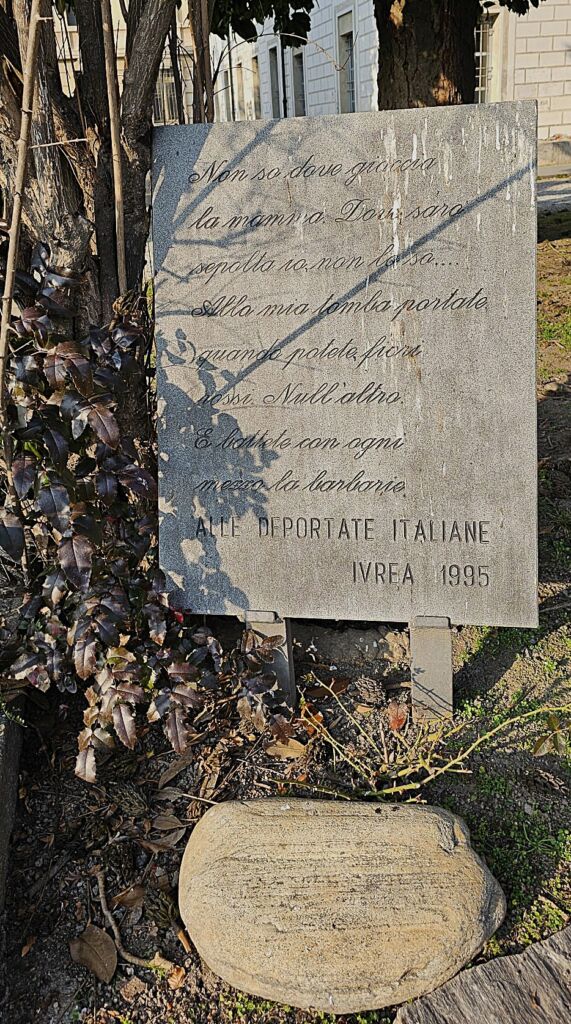 Non so dove giaccia
la mamma. Dove sarò
sepolta io, non lo so....
Alla mia tomba portate,
quando potete, fiori
rossi. Null'altro.
E battete con ogni
mezzo la barbarie.
ALLE DEPORTATE ITALIANE
IVREA 1995